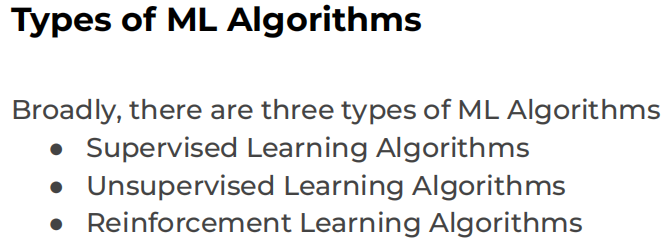 Types of ML Algorithms
Broadly, there are three types of ML Algorithms
● Supervised Learning Algorithms
● Unsupervised Learning Algorithms
● Reinforcement Learning Algorithms